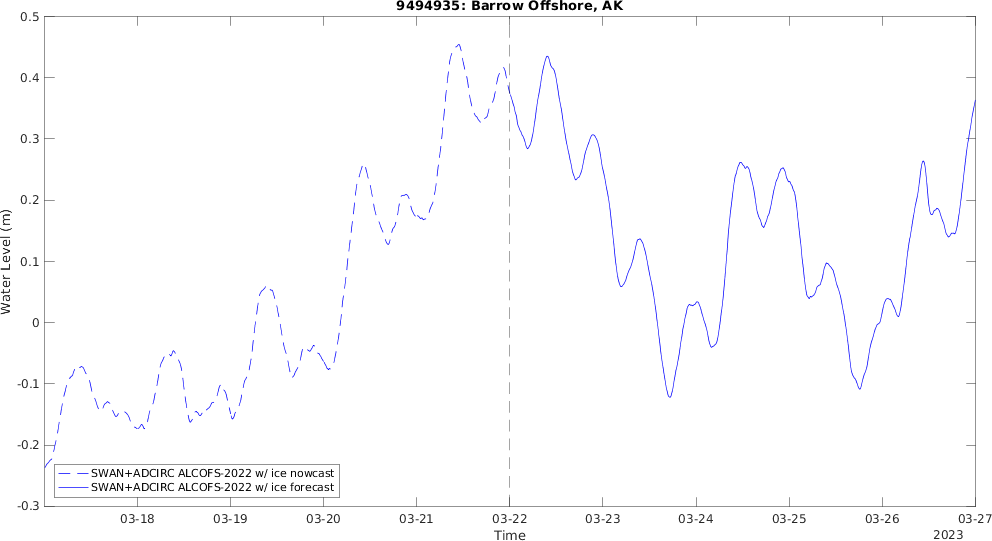 9494935: Barrow Offshore, AK
0.5
0.4
0.3
0.2
0.1
0
-0.1
-0.2
-0.3
Water Level (m)
SWAN+ADCIRC ALCOFS-2022 w/ ice nowcast
SWAN+ADCIRC ALCOFS-2022 w/ ice forecast
03-18 03-19 03-20 03-21 03-22 03-23 03-24 03-25 03-26 03-27
Time
2023